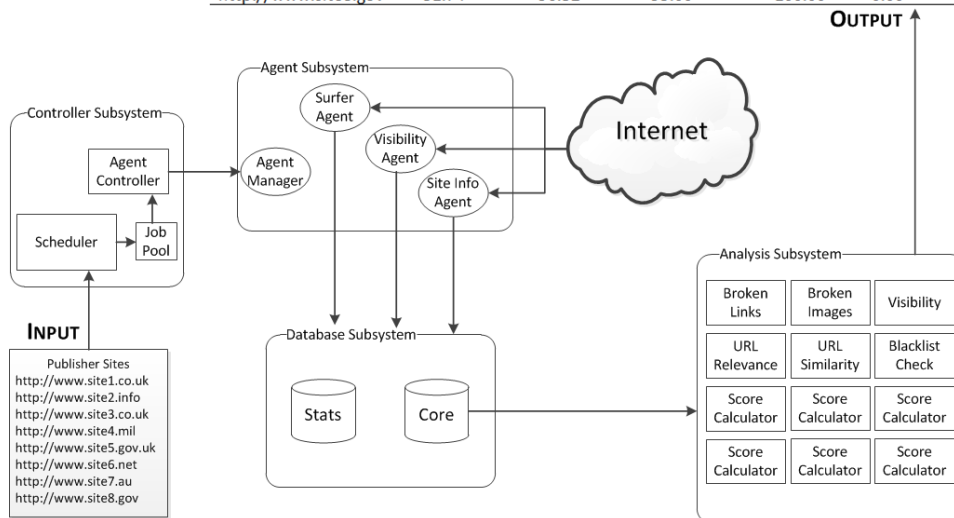 OUTPUT
Agent Subsystem
Surfer
Agent
Visibility
Agent
Site Info
Agent
Agent
Manager
Internet
Controller Subsystem
Agent
Controller
Scheduler
Job
Pool
INPUT
Publisher Sites
http://www.site1.co.uk
http://www.site2.info
http://www.site3.co.uk
http://www.site4.mil
http://www.site5.gov.uk
http://www.site6.net
http://www.site7.au
http://www.site8.gov
Database Subsystem
Stats
Core
Analysis Subsystem
Broken
Links
Broken
Images
Visibility
URL
Relevance
URL
Similarity
Blacklist
Check
Score
Calculator
Score
Calculator
Score
Calculator
Score
Calculator
Score
Calculator
Score
Calculator